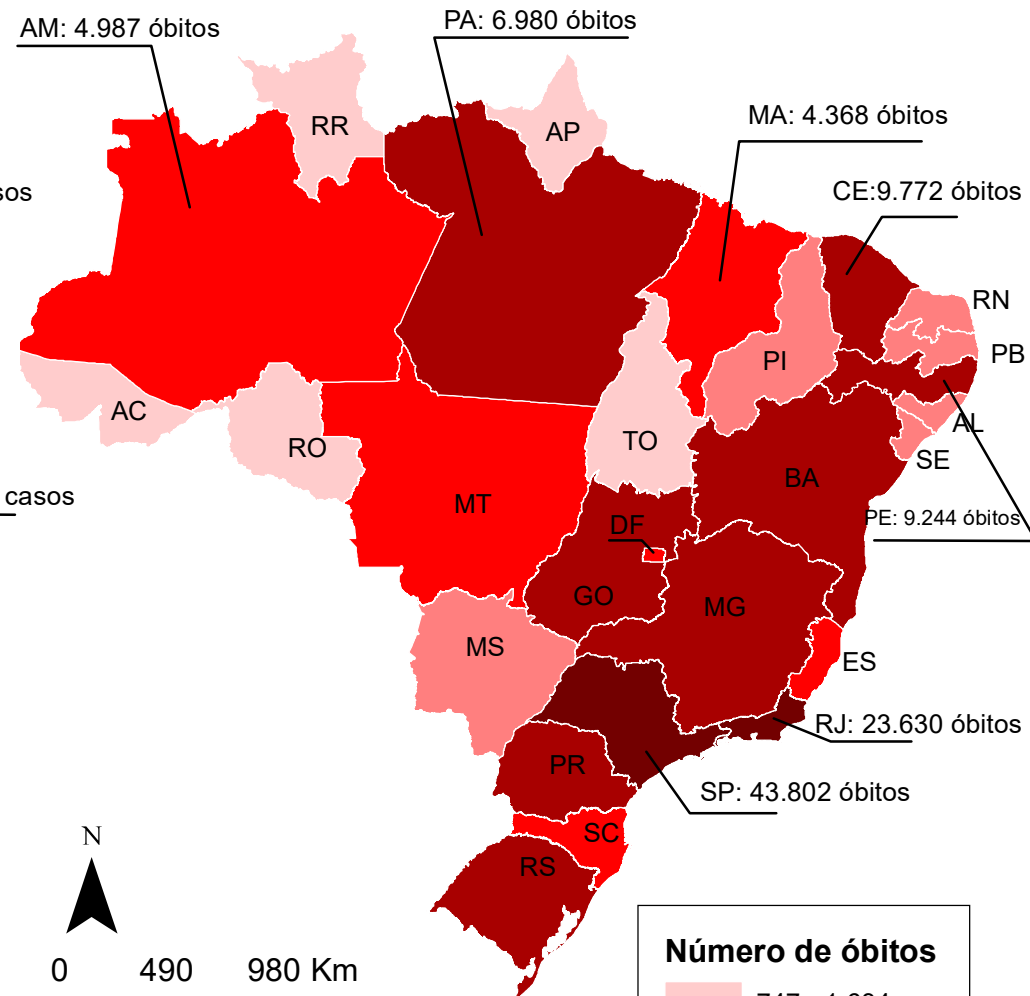 AM: 4.987 óbitos
PA: 6.980 óbitos
MA: 4.368 óbitos
CE:9.772 óbitos
RR
AP
RN
PB
PI
AC
RO
TO
AL
SE
BA
MT
casos
PE: 9.244 óbitos
DF
GO
MG
MS
ES
RJ: 23.630 óbitos
PR
SP: 43.802 óbitos
SC
RS
N
0 490 980 Km
Número de óbitos